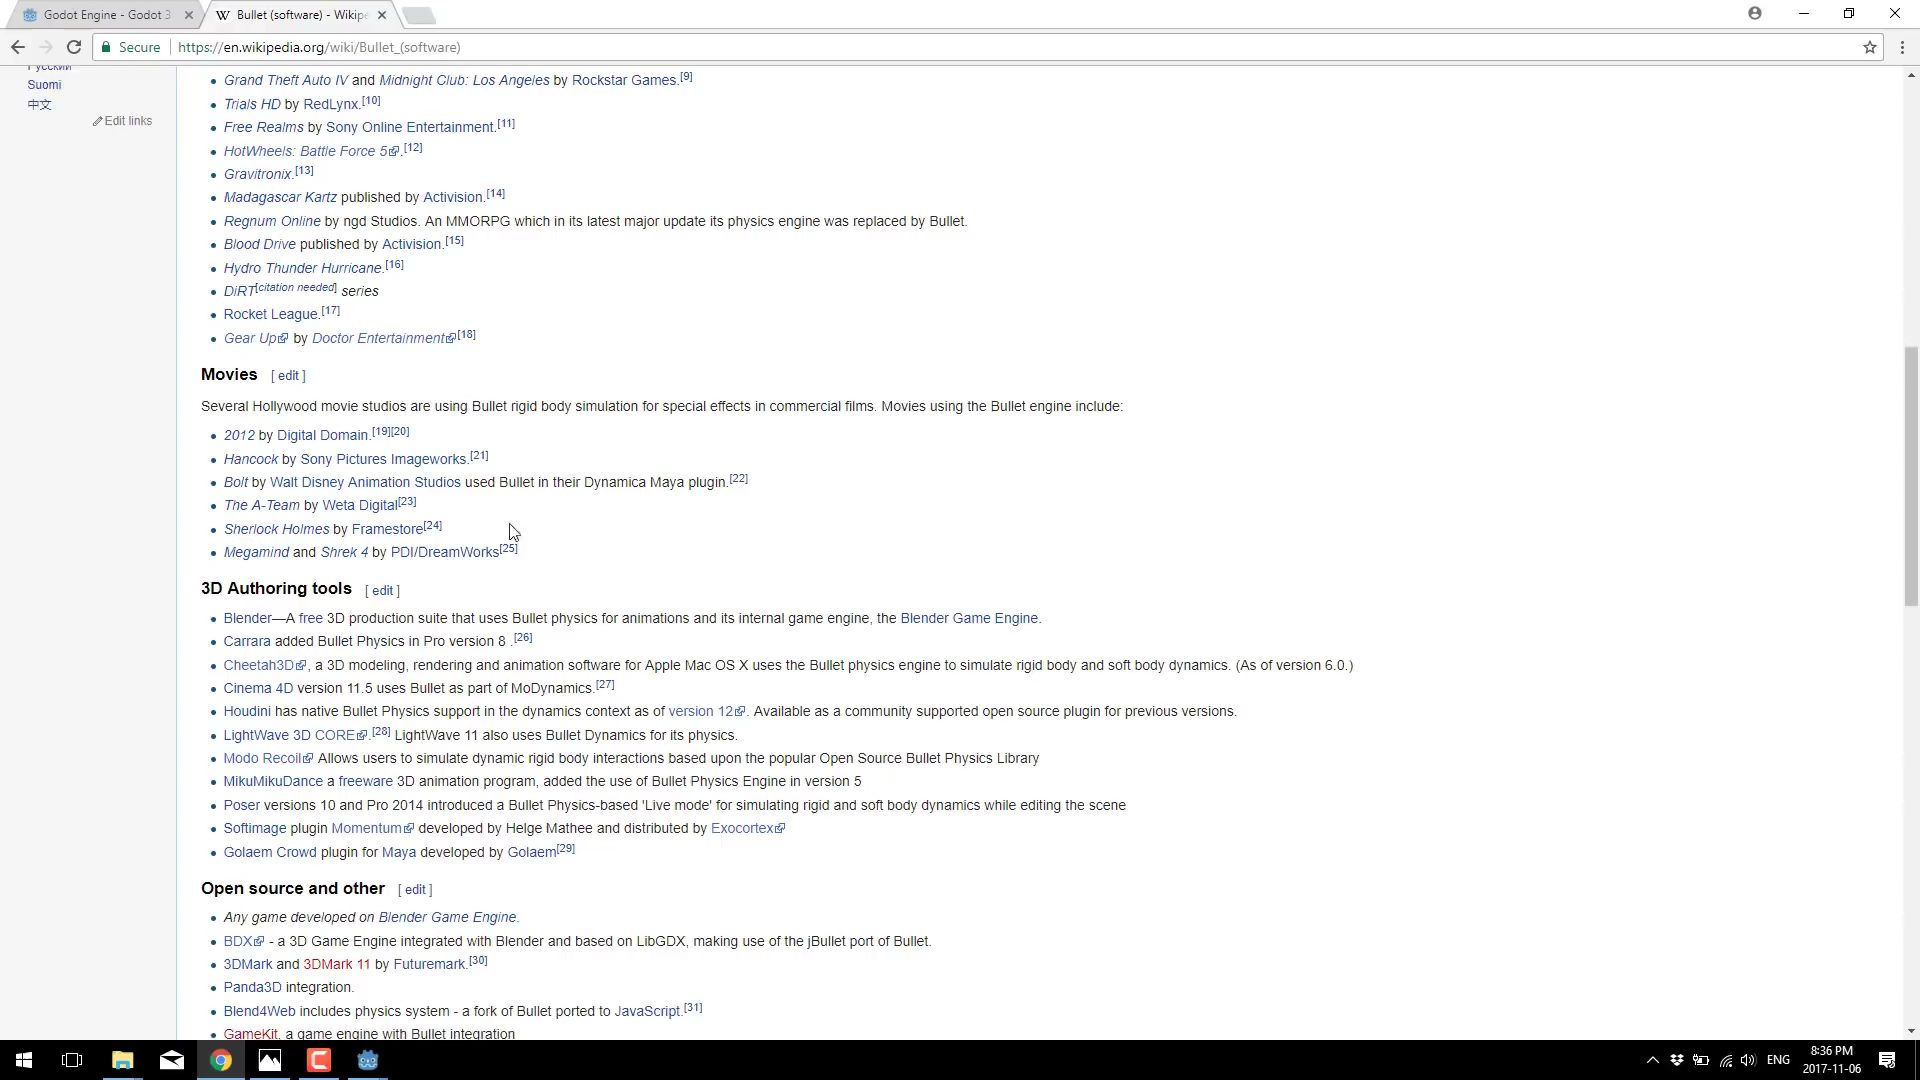 Godot Engine - Godot 3
Bullet (software) - Wikipe
Secure
https://en.wikipedia.org/wiki/Bullet_(software)
Русский
Suomi
中文
Edit links
Grand Theft Auto IV and Midnight Club: Los Angeles by Rockstar Games.[9]
Trials HD by RedLynx.[10]
Free Realms by Sony Online Entertainment.[11]
HotWheels: Battle Force 5.[12]
Gravitronix.[13]
Madagascar Kartz published by Activision.[14]
Regnum Online by ngd Studios. An MMORPG which in its latest major update its physics engine was replaced by Bullet.
Blood Drive published by Activision.[15]
Hydro Thunder Hurricane.[16]
DiRT[citation needed] series
Rocket League.[17]
Gear Up by Doctor Entertainment[18]
Movies [ edit ]
Several Hollywood movie studios are using Bullet rigid body simulation for special effects in commercial films. Movies using the Bullet engine include:
2012 by Digital Domain.[19][20]
Hancock by Sony Pictures Imageworks.[21]
Bolt by Walt Disney Animation Studios used Bullet in their Dynamica Maya plugin.[22]
The A-Team by Weta Digital[23]
Sherlock Holmes by Framestore[24]
Megamind and Shrek 4 by PDI/DreamWorks[25]
3D Authoring tools [ edit ]
Blender—A free 3D production suite that uses Bullet physics for animations and its internal game engine, the Blender Game Engine.
Carrara added Bullet Physics in Pro version 8 .[26]
Cheetah3D, a 3D modeling, rendering and animation software for Apple Mac OS X uses the Bullet physics engine to simulate rigid body and soft body dynamics. (As of version 6.0.)
Cinema 4D version 11.5 uses Bullet as part of MoDynamics.[27]
Houdini has native Bullet Physics support in the dynamics context as of version 12. Available as a community supported open source plugin for previous versions.
LightWave 3D CORE.[28] LightWave 11 also uses Bullet Dynamics for its physics.
Modo Recoil Allows users to simulate dynamic rigid body interactions based upon the popular Open Source Bullet Physics Library
MikuMikuDance a freeware 3D animation program, added the use of Bullet Physics Engine in version 5
Poser versions 10 and Pro 2014 introduced a Bullet Physics-based 'Live mode' for simulating rigid and soft body dynamics while editing the scene
Softimage plugin Momentum developed by Helge Mathee and distributed by Exocortex
Golaem Crowd plugin for Maya developed by Golaem[29]
Open source and other [ edit ]
Any game developed on Blender Game Engine.
BDX - a 3D Game Engine integrated with Blender and based on LibGDX, making use of the jBullet port of Bullet.
3DMark and 3DMark 11 by Futuremark.[30]
Panda3D integration.
Blend4Web includes physics system - a fork of Bullet ported to JavaScript.[31]
GameKit, a game engine with Bullet integration
ENG
8:36 PM
2017-11-06